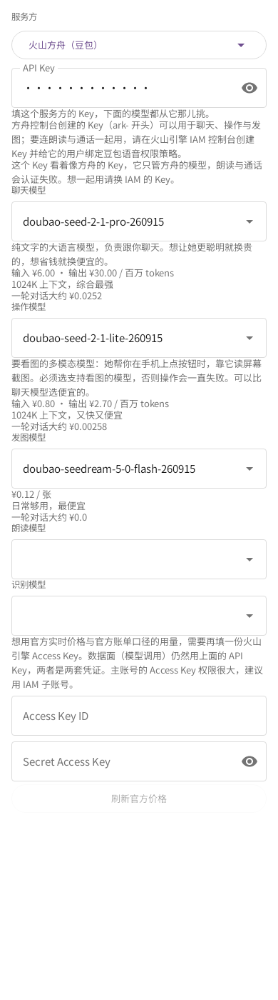 服务方
火山方舟（豆包）
API Key
填这个服务方的 Key，下面的模型都从它那儿挑。
方舟控制台创建的 Key（ark- 开头）可以用于聊天、操作与发
图；要连朗读与通话一起用，请在火山引擎 IAM 控制台创建
Key 并给它的用户绑定豆包语音权限策略。
这个 Key 看着像方舟的 Key，它只管方舟的模型，朗读与通话
会认证失败。想一起用请换 IAM 的 Key。
聊天模型
doubao-seed-2-1-pro-260915
纯文字的大语言模型，负责跟你聊天。想让她更聪明就换贵
的，想省钱就换便宜的。
输入 ¥6.00 · 输出 ¥30.00 / 百万 tokens
1024K 上下文，综合最强
一轮对话大约 ¥0.0252
操作模型
doubao-seed-2-1-lite-260915
要看图的多模态模型：她帮你在手机上点按钮时，靠它读屏幕
截图。必须选支持看图的模型，否则操作会一直失败。可以比
聊天模型选便宜的。
输入 ¥0.80 · 输出 ¥2.70 / 百万 tokens
1024K 上下文，又快又便宜
一轮对话大约 ¥0.00258
发图模型
doubao-seedream-5-0-flash-260915
¥0.12 / 张
日常够用，最便宜
一轮对话大约 ¥0.0
朗读模型
识别模型
想用官方实时价格与官方账单口径的用量，需要再填一份火山
引擎 Access Key。数据面（模型调用）仍然用上面的 API
Key，两者是两套凭证。主账号的 Access Key 权限很大，建议
用 IAM 子账号。
Access Key ID
Secret Access Key
刷新官方价格